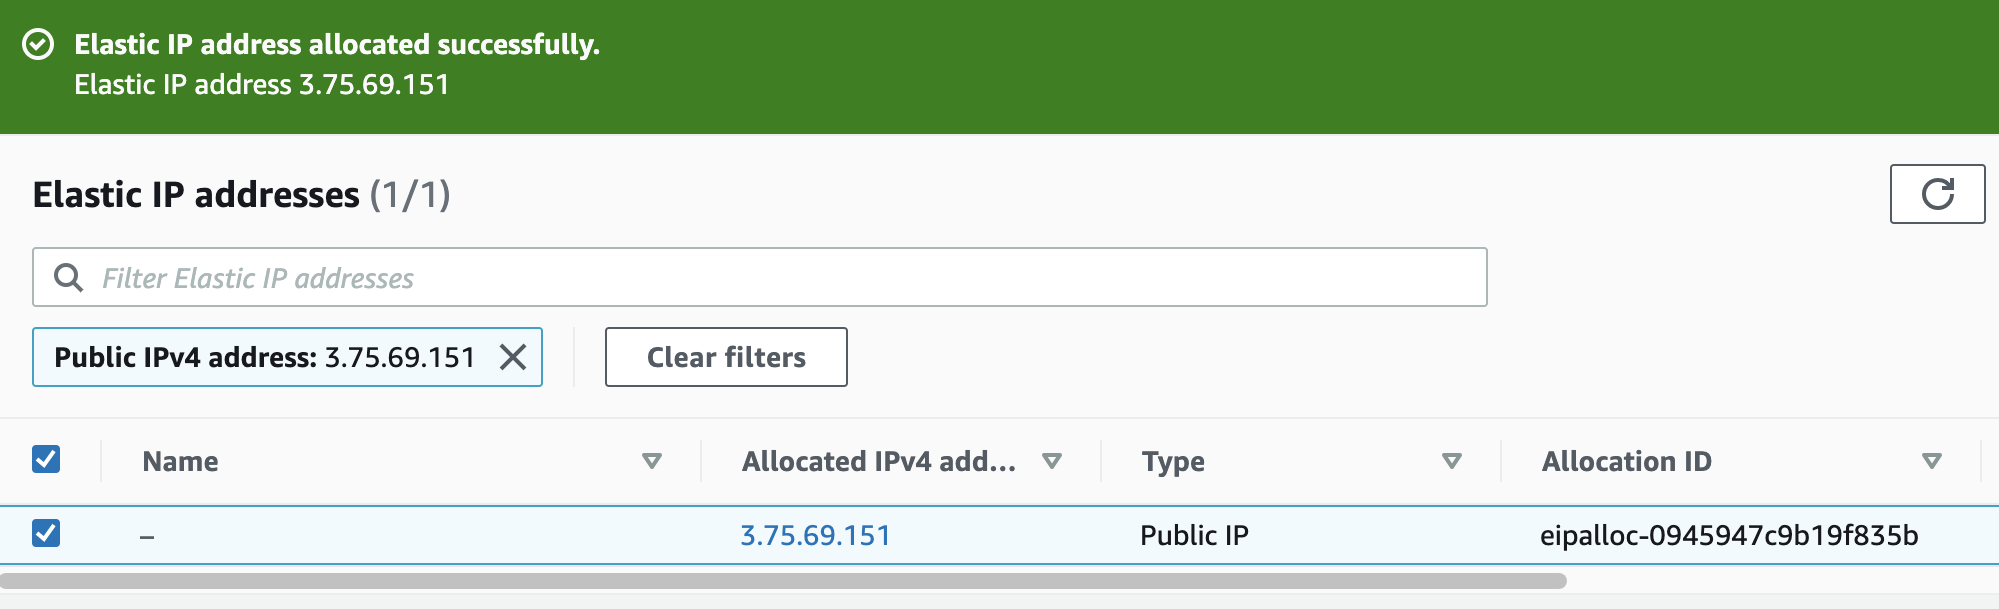 Elastic IP address allocated successfully.
Elastic IP address 3.75.69.151
Elastic IP addresses (1/1)
Filter Elastic IP addresses
Public IPv4 address: 3.75.69.151 Clear filters
Name Allocated IPv4 add... Type Allocation ID
– 3.75.69.151 Public IP eipalloc-0945947c9b19f835b